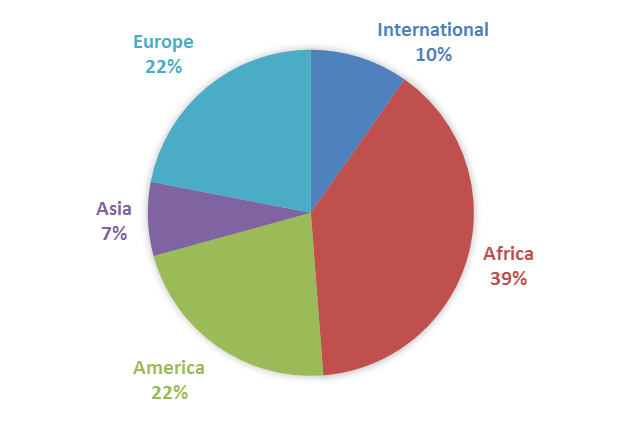 International
10%
Africa
39%
America
22%
Asia
7%
Europe
22%